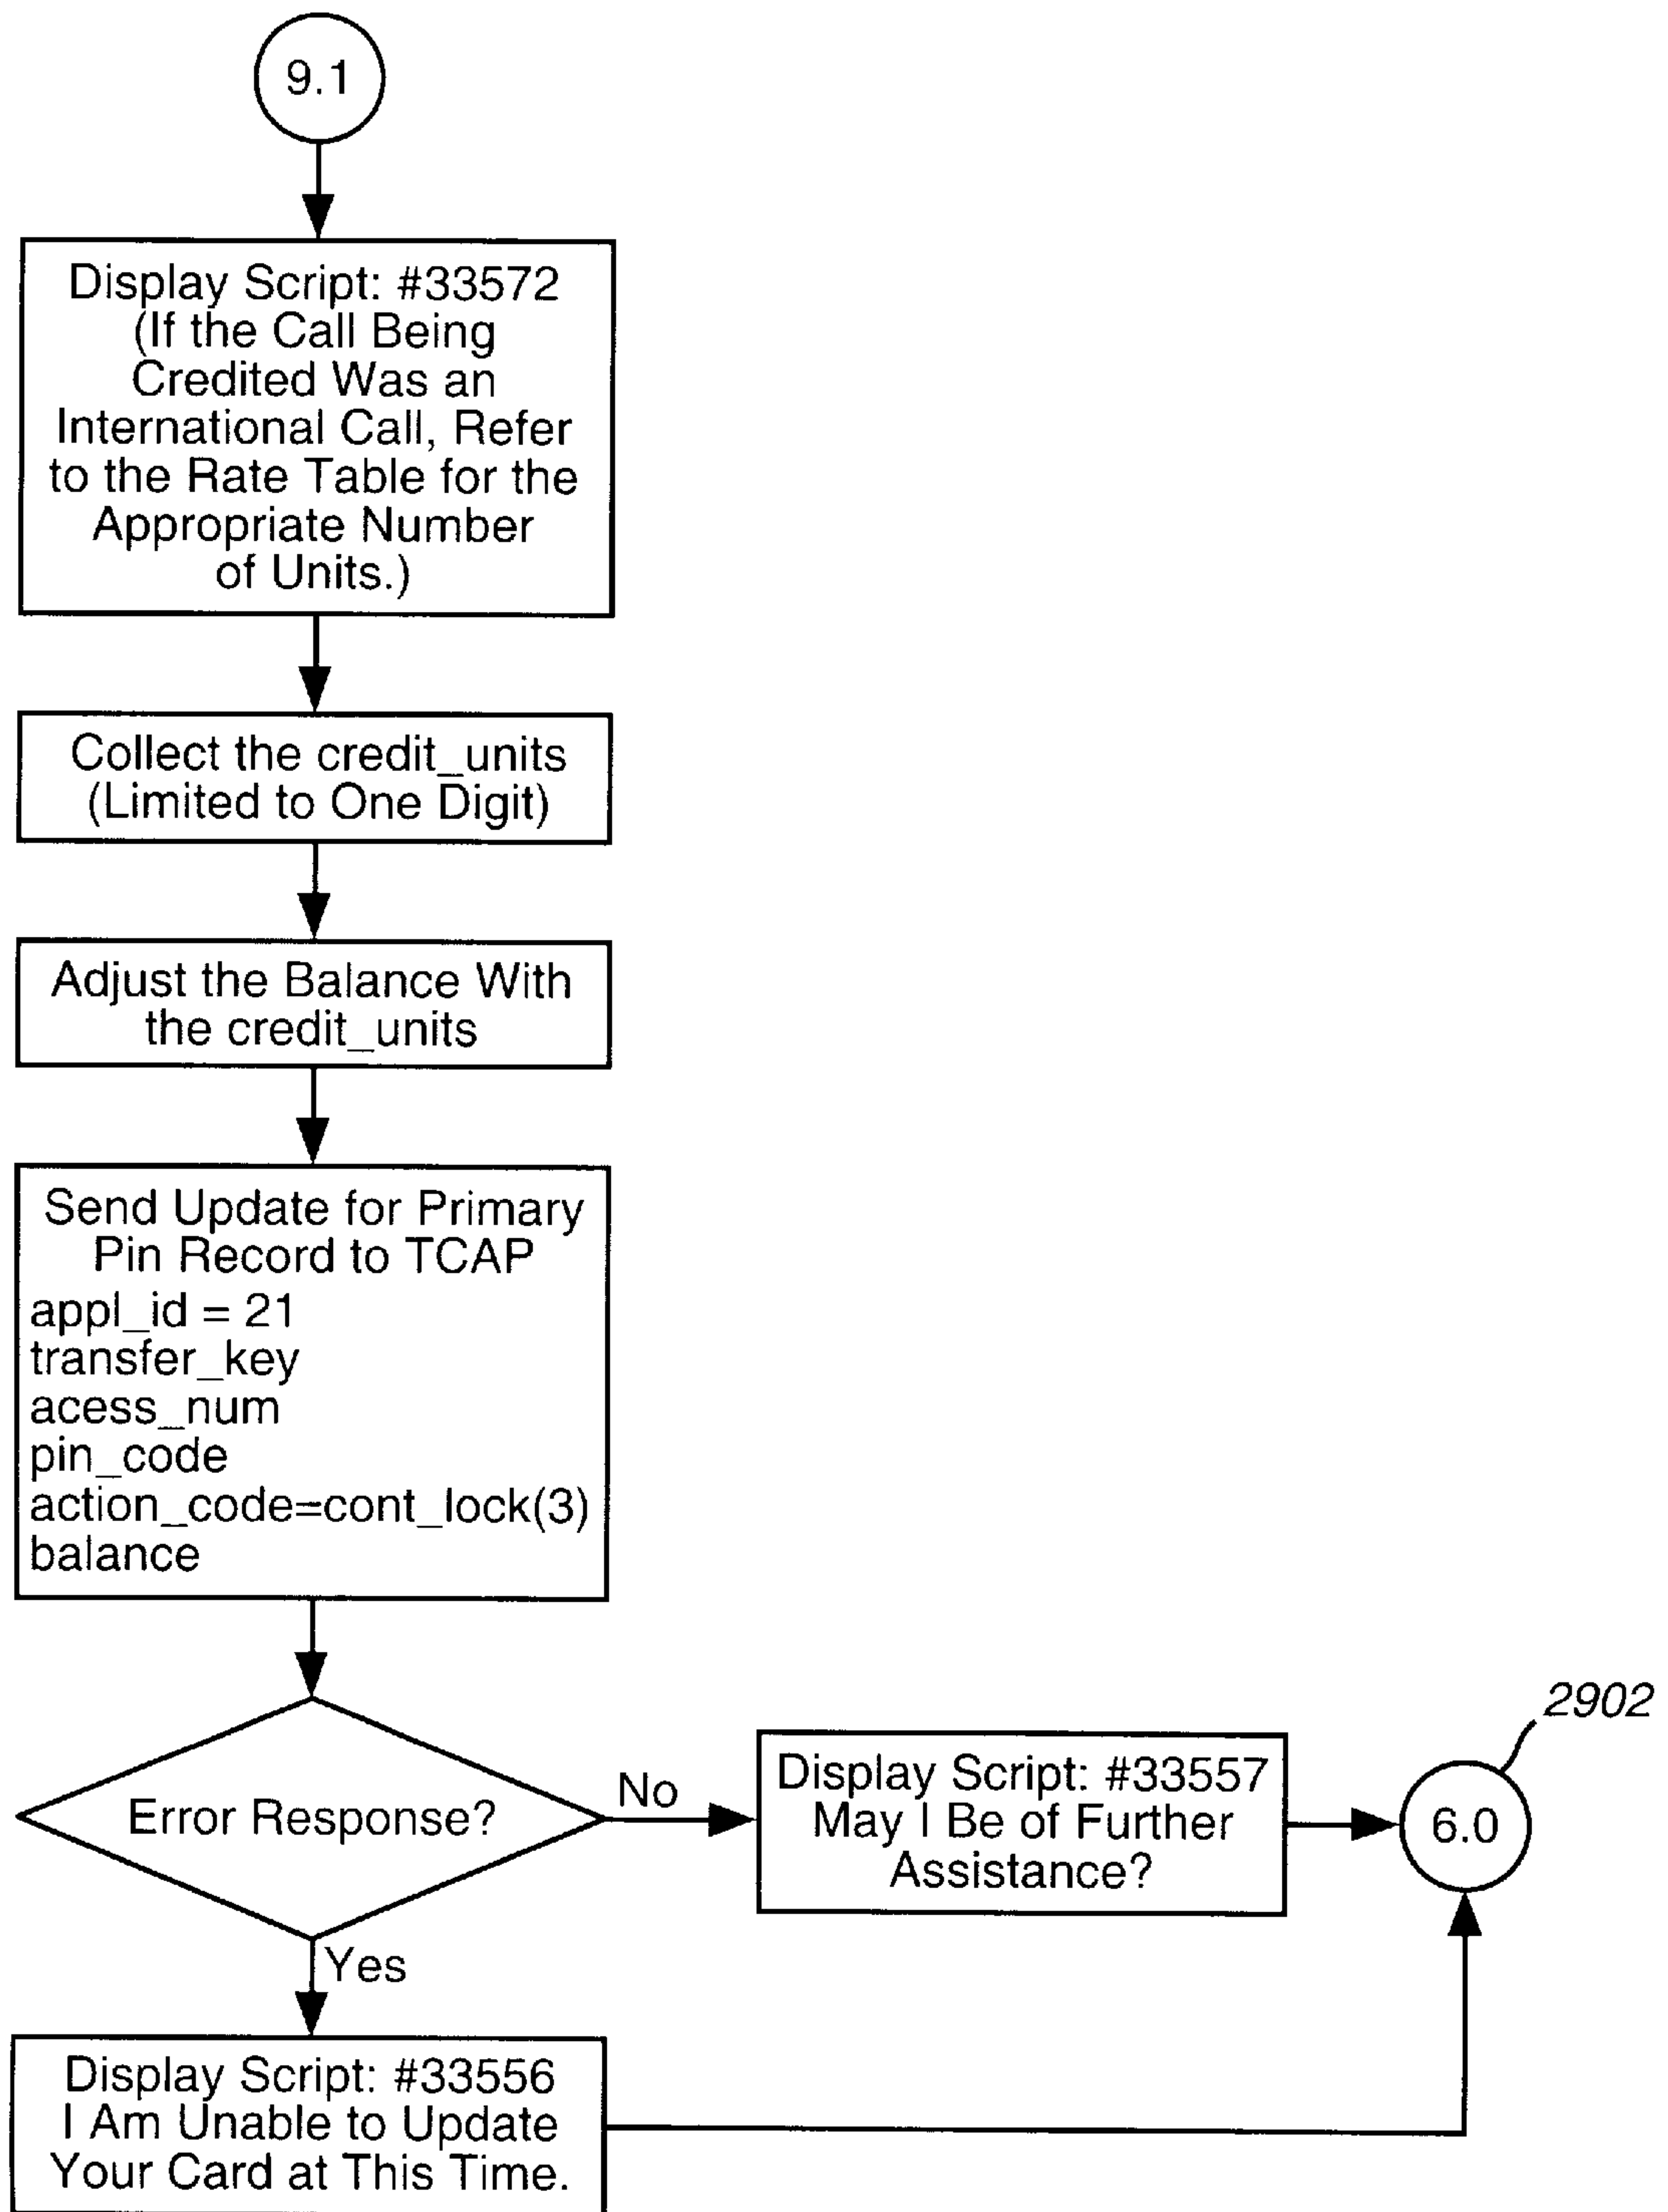 9.1
Display Script: #33572
(If the Call Being
Credited Was an
International Call, Refer
to the Rate Table for the
Appropriate Number
of Units.)
Collect the credit_units
(Limited to One Digit)
Adjust the Balance With
the credit_units
Send Update for Primary
Pin Record to TCAP
appl_id = 21
transfer_key
acess_num
pin_code
action_code=cont_lock(3)
balance
Error Response?
No
Display Script: #33557
May I Be of Further
Assistance?
2902
6.0
Yes
Display Script: #33556
I Am Unable to Update
Your Card at This Time.